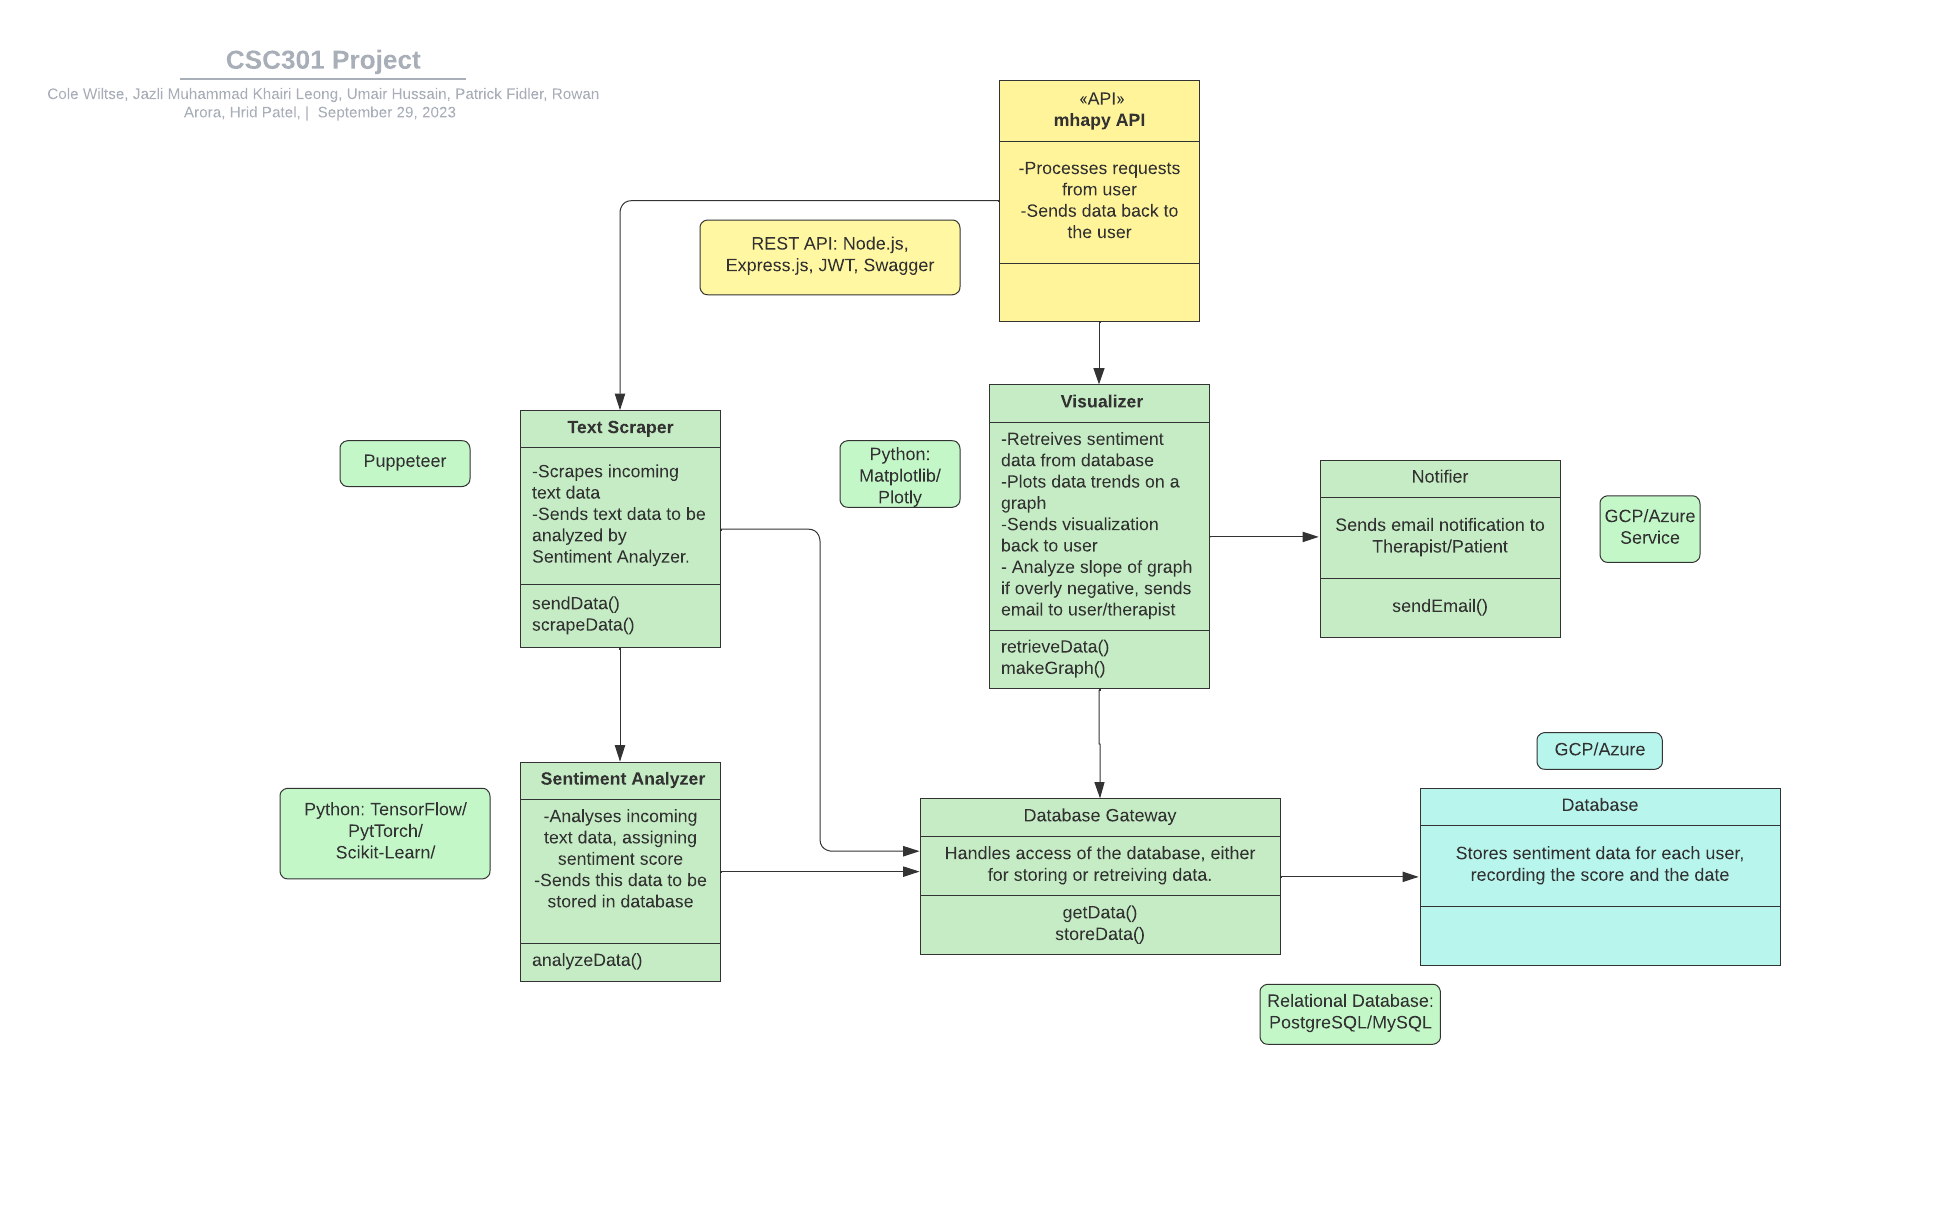 CSC301 Project
Cole Wiltse, Jazli Muhammad Khairi Leong, Umair Hussain, Patrick Fidler, Rowan
Arora, Hrid Patel, | September 29, 2023
«API»
mhapy API
-Processes requests
from user
-Sends data back to
the user
REST API: Node.js,
Express.js, JWT, Swagger
Text Scraper
-Scrapes incoming
text data
-Sends text data to be
analyzed by
Sentiment Analyzer.
sendData()
scrapeData()
Puppeteer
Python:
Matplotlib/
Plotly
Visualizer
-Retreives sentiment
data from database
-Plots data trends on a
graph
-Sends visualization
back to user
- Analyze slope of graph
if overly negative, sends
email to user/therapist
retrieveData()
makeGraph()
Notifier
Sends email notification to
Therapist/Patient
sendEmail()
GCP/Azure
Service
Python: TensorFlow/
PytTorch/
Scikit-Learn/
Sentiment Analyzer
-Analyses incoming
text data, assigning
sentiment score
-Sends this data to be
stored in database
analyzeData()
Database Gateway
Handles access of the database, either
for storing or retreiving data.
getData()
storeData()
GCP/Azure
Database
Stores sentiment data for each user,
recording the score and the date
Relational Database:
PostgreSQL/MySQL